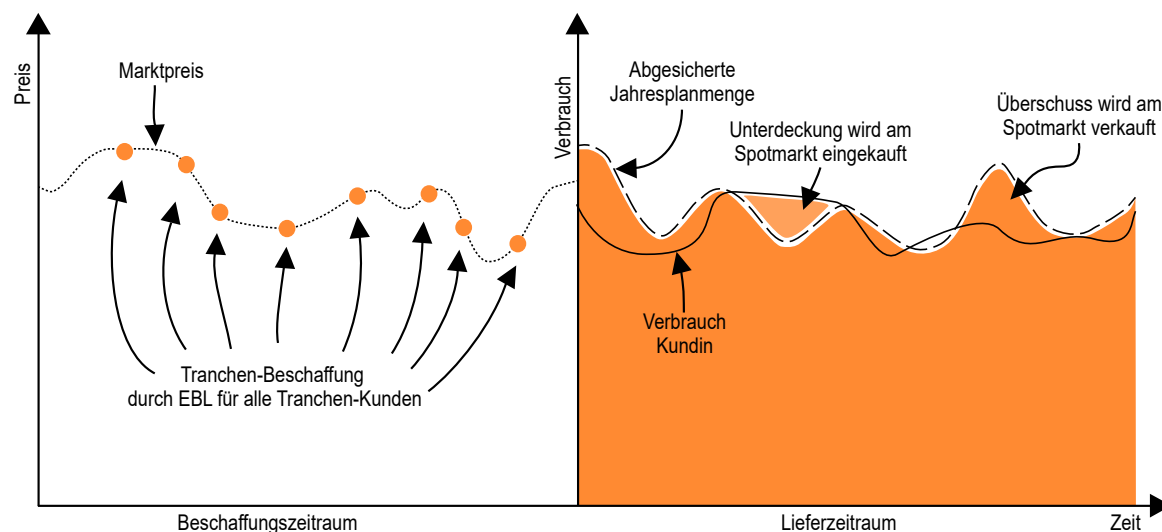 Preis
Marktpreis
Tranchen-Beschaffung
durch EBL für alle Tranchen-Kunden
Beschaffungszeitraum
Verbrauch
Abgesicherte
Jahresplanmenge
Unterdeckung wird am
Spotmarkt eingekauft
Überschuss wird am
Spotmarkt verkauft
Verbrauch
Kundin
Lieferzeitraum
Zeit